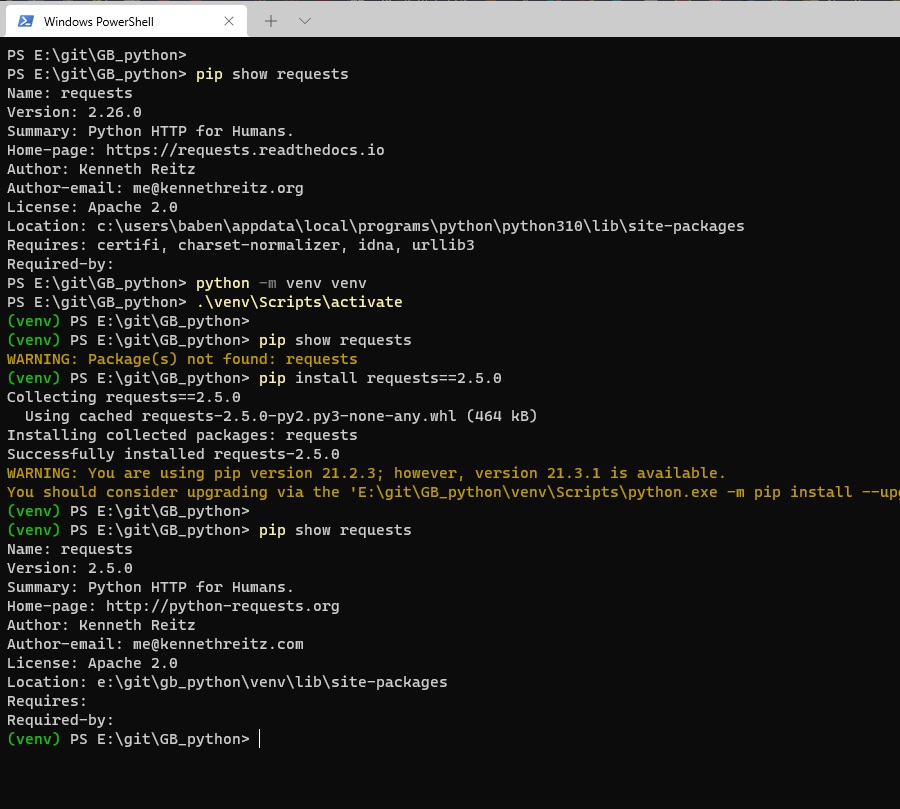 Windows PowerShell
PS E:\git\GB_python>
PS E:\git\GB_python> pip show requests
Name: requests
Version: 2.26.0
Summary: Python HTTP for Humans.
Home-page: https://requests.readthedocs.io
Author: Kenneth Reitz
Author-email: me@kennethreitz.org
License: Apache 2.0
Location: c:\users\baben\appdata\local\programs\python\python310\lib\site-packages
Requires: certifi, charset-normalizer, idna, urllib3
Required-by:
PS E:\git\GB_python> python -m venv venv
PS E:\git\GB_python> .\venv\Scripts\activate
(venv) PS E:\git\GB_python>
(venv) PS E:\git\GB_python> pip show requests
WARNING: Package(s) not found: requests
(venv) PS E:\git\GB_python> pip install requests==2.5.0
Collecting requests==2.5.0
  Using cached requests-2.5.0-py2.py3-none-any.whl (464 kB)
Installing collected packages: requests
Successfully installed requests-2.5.0
WARNING: You are using pip version 21.2.3; however, version 21.3.1 is available.
You should consider upgrading via the 'E:\git\GB_python\venv\Scripts\python.exe -m pip install --upg
(venv) PS E:\git\GB_python>
(venv) PS E:\git\GB_python> pip show requests
Name: requests
Version: 2.5.0
Summary: Python HTTP for Humans.
Home-page: http://python-requests.org
Author: Kenneth Reitz
Author-email: me@kennethreitz.com
License: Apache 2.0
Location: e:\git\gb_python\venv\lib\site-packages
Requires:
Required-by:
(venv) PS E:\git\GB_python>